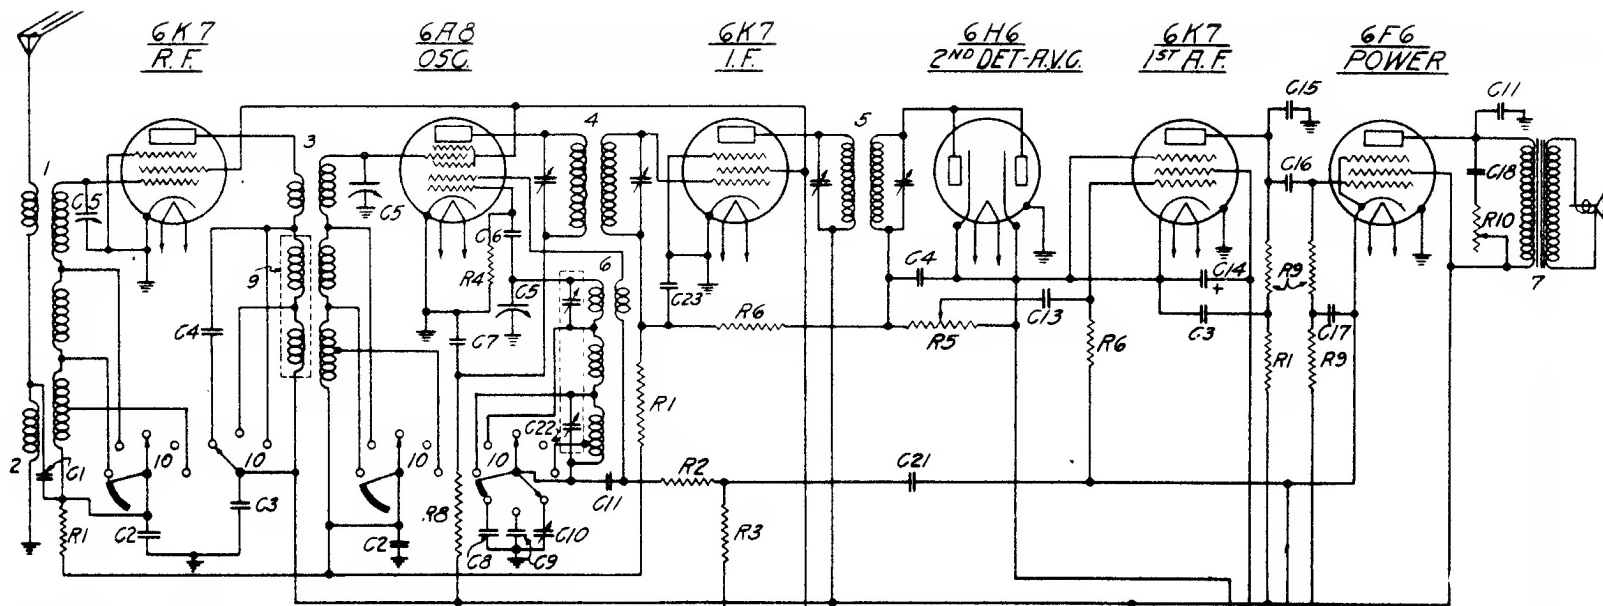 6K7
R.F.
6A8
OSC.
6K7
I.F.
6H6
2ND DET-A.V.C.
6K7
1ST A.F.
6F6
POWER
C15
C11
1
3
4
5
C5
C5
C6
R4
C16
C18
R10
9
C4
6
C5
C7
C23
C4
C14
+
R9
7
R6
R5
C13
R6
C3
C17
R1
R9
R1
2
C1
10
10
10
C22
10
C3
R8
C11
R2
C21
R1
C2
C2
C8
C9
C10
R3